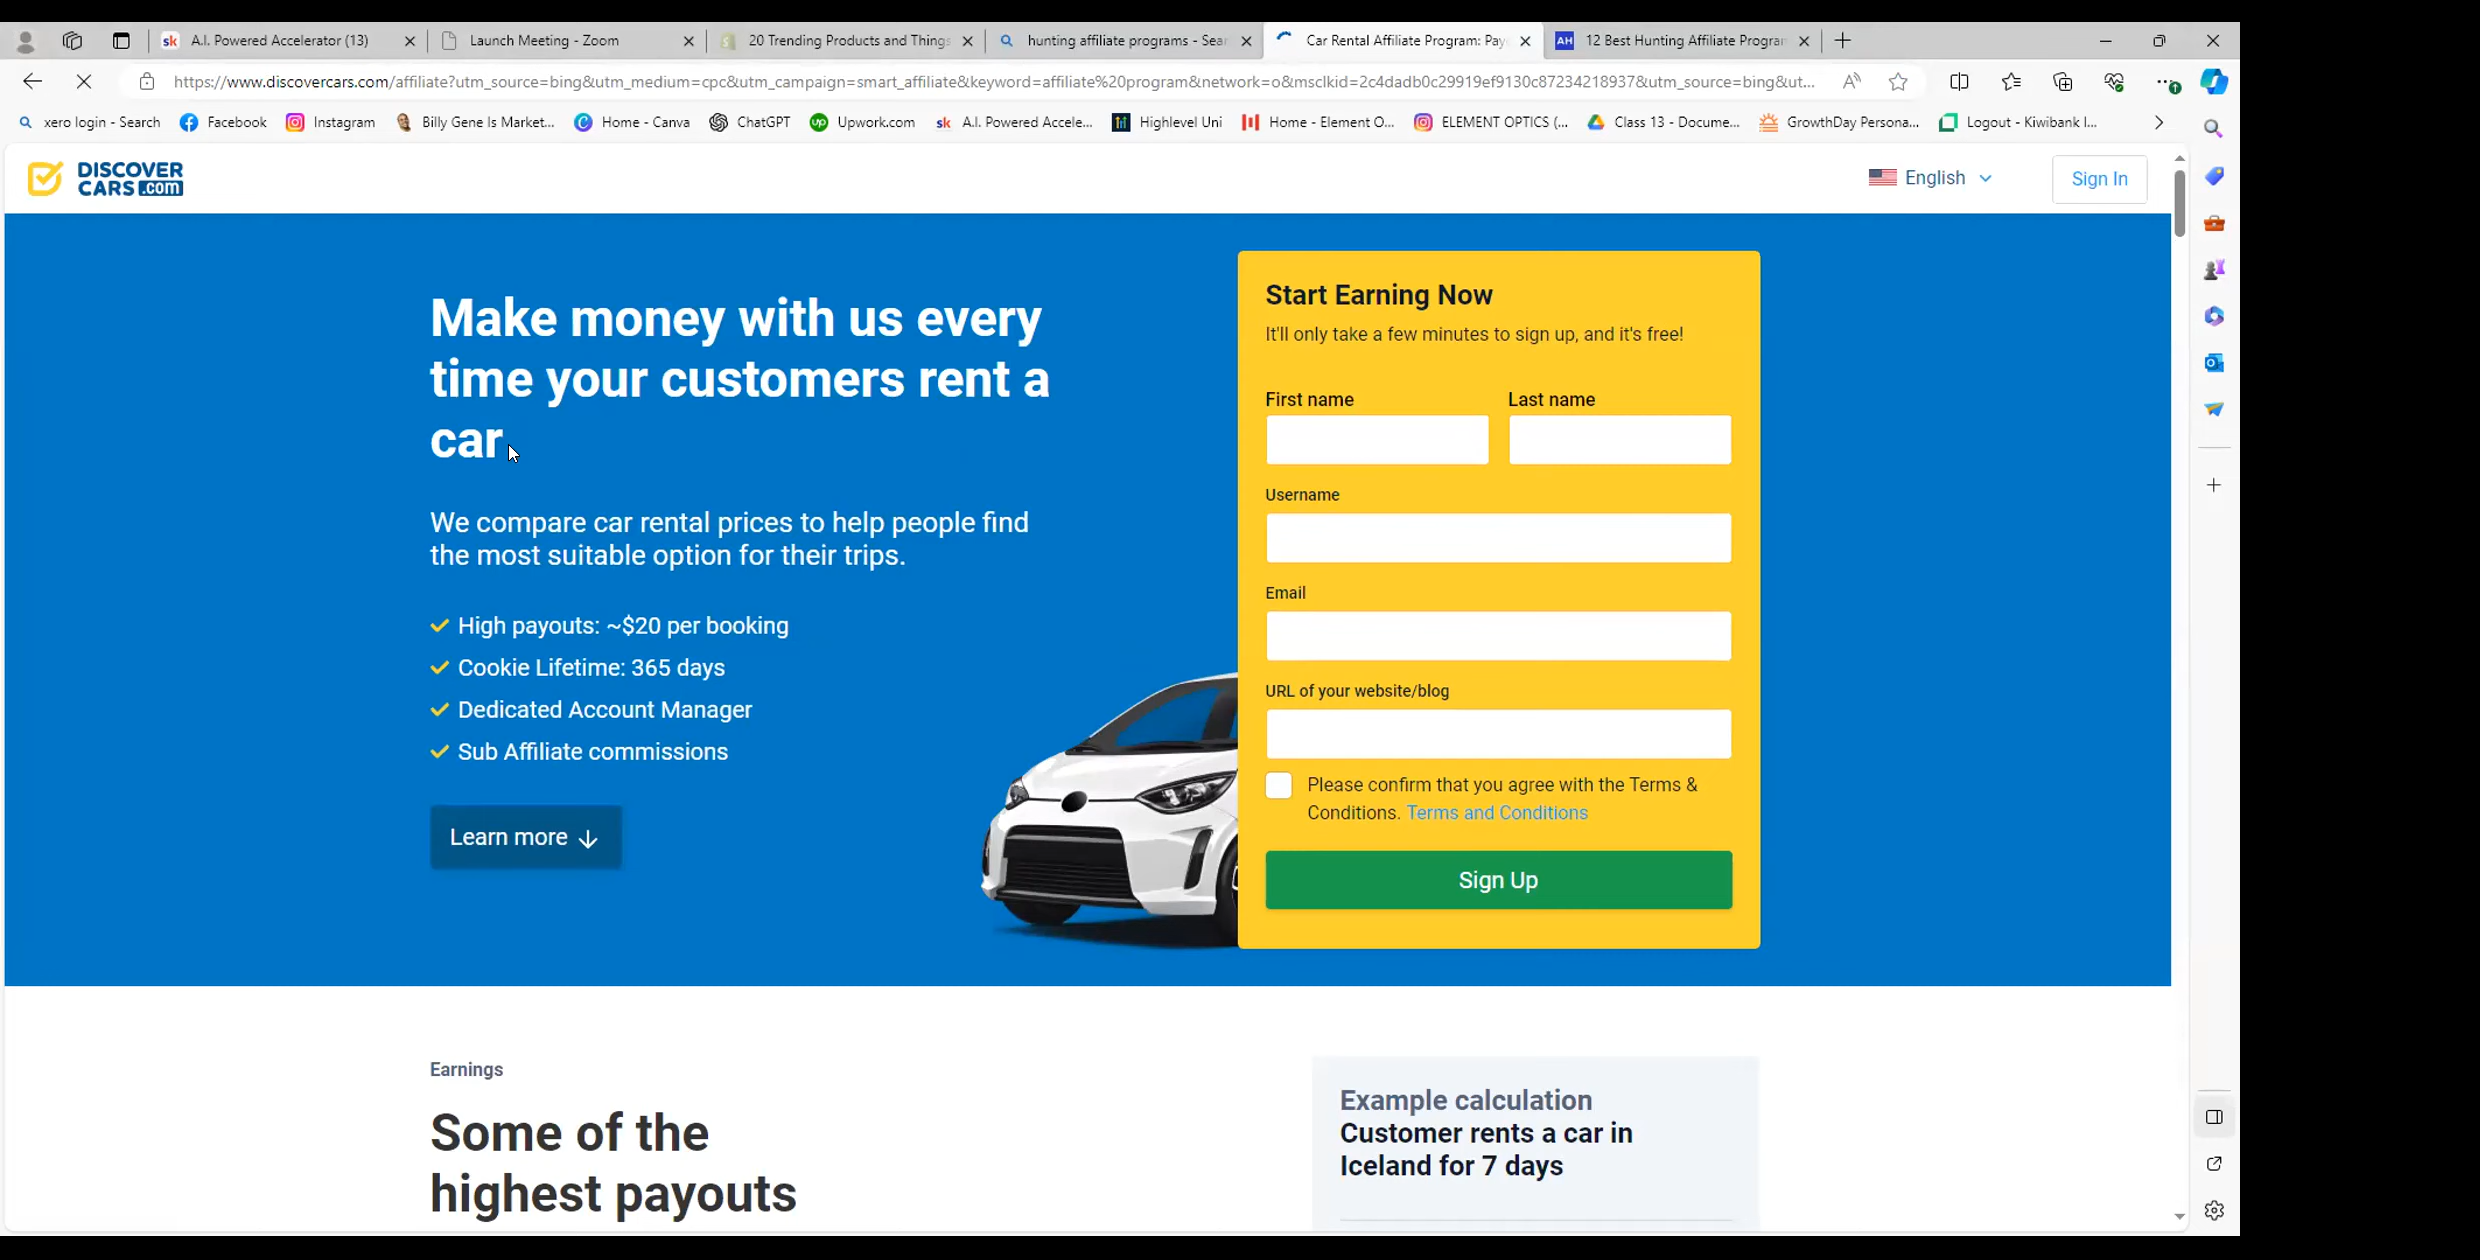 A.I. Powered Accelerator (13)
Launch Meeting - Zoom
20 Trending Products and Things
hunting affiliate programs - Sear
Car Rental Affiliate Program: Pay
AH
12 Best Hunting Affiliate Program
https://www.discovercars.com/affiliate?utm_source=bing&utm_medium=cpc&utm_campaign=smart_affiliate&keyword=affiliate%20program&network=o&msclkid=2c4dadb0c29919ef9130c87234218937&utm_source=bing&ut...
xero login - Search
Facebook
Instagram
Billy Gene Is Market...
Home - Canva
ChatGPT
Upwork.com
A.I. Powered Accele...
Highlevel Uni
Home - Element O...
ELEMENT OPTICS (...
Class 13 - Docume...
GrowthDay Persona...
Logout - Kiwibank I...
DISCOVER
CARS.com
English
Sign In
Make money with us every
time your customers rent a
car
We compare car rental prices to help people find
the most suitable option for their trips.
High payouts: ~$20 per booking
Cookie Lifetime: 365 days
Dedicated Account Manager
Sub Affiliate commissions
Learn more
Start Earning Now
It'll only take a few minutes to sign up, and it's free!
First name
Last name
Username
Email
URL of your website/blog
Please confirm that you agree with the Terms &
Conditions. Terms and Conditions
Sign Up
Earnings
Some of the
highest payouts
Example calculation
Customer rents a car in
Iceland for 7 days